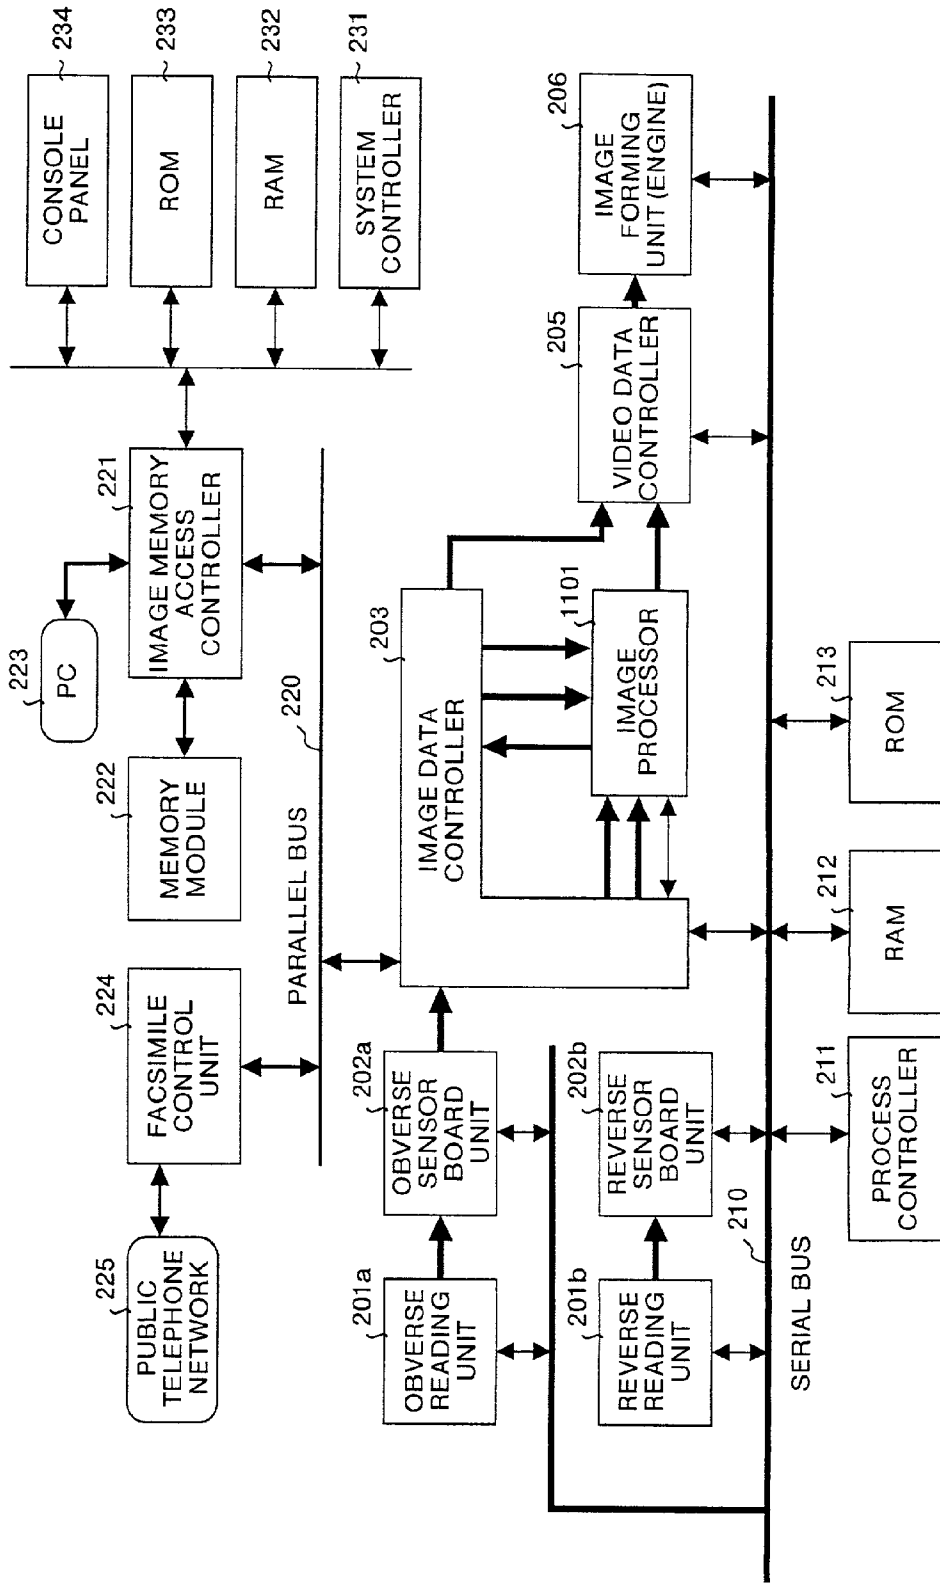 225
PUBLIC
TELEPHONE
NETWORK
224
FACSIMILE
CONTROL
UNIT
222
MEMORY
MODULE
223
PC
221
IMAGE MEMORY
ACCESS
CONTROLLER
234
CONSOLE
PANEL
233
ROM
232
RAM
231
SYSTEM
CONTROLLER
PARALLEL BUS
220
201a
OBVERSE
READING
UNIT
202a
OBVERSE
SENSOR
BOARD
UNIT
203
IMAGE DATA
CONTROLLER
201b
REVERSE
READING
UNIT
202b
REVERSE
SENSOR
BOARD
UNIT
1101
IMAGE
PROCESSOR
205
VIDEO DATA
CONTROLLER
206
IMAGE
FORMING
UNIT (ENGINE)
SERIAL BUS
210
211
PROCESS
CONTROLLER
212
RAM
213
ROM